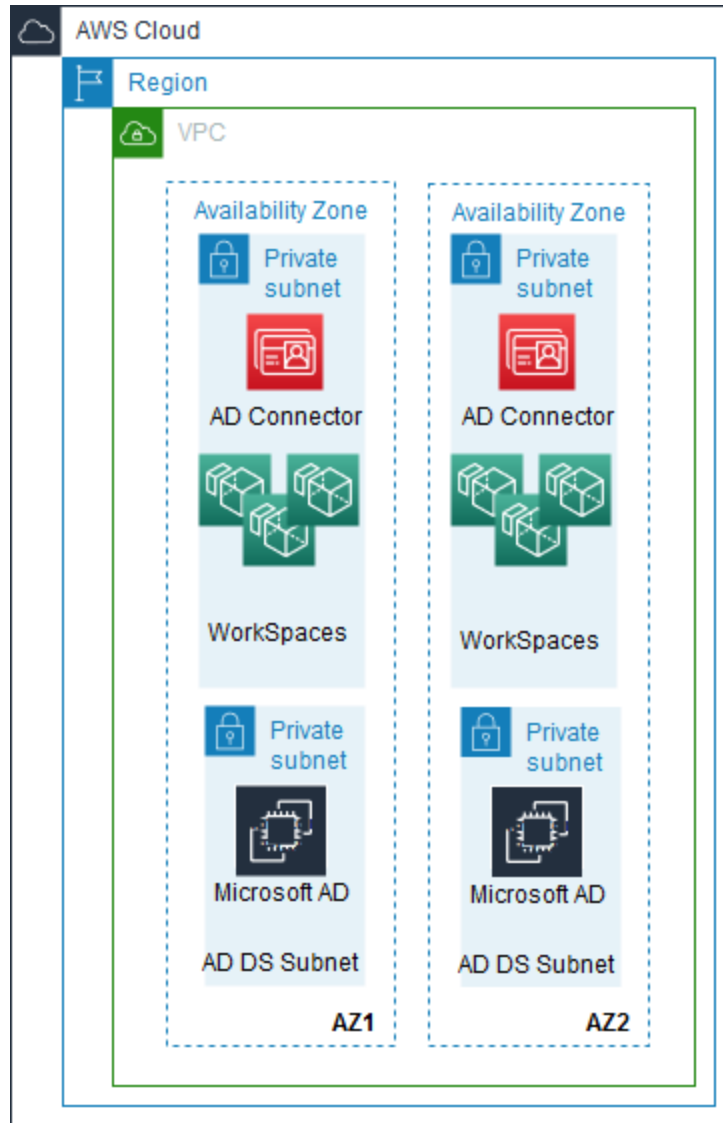 AWS Cloud
Region
VPC
Availability Zone
Private
subnet
AD Connector
WorkSpaces
Private
subnet
Microsoft AD
AD DS Subnet
AZ1
Availability Zone
Private
subnet
AD Connector
WorkSpaces
Private
subnet
Microsoft AD
AD DS Subnet
AZ2